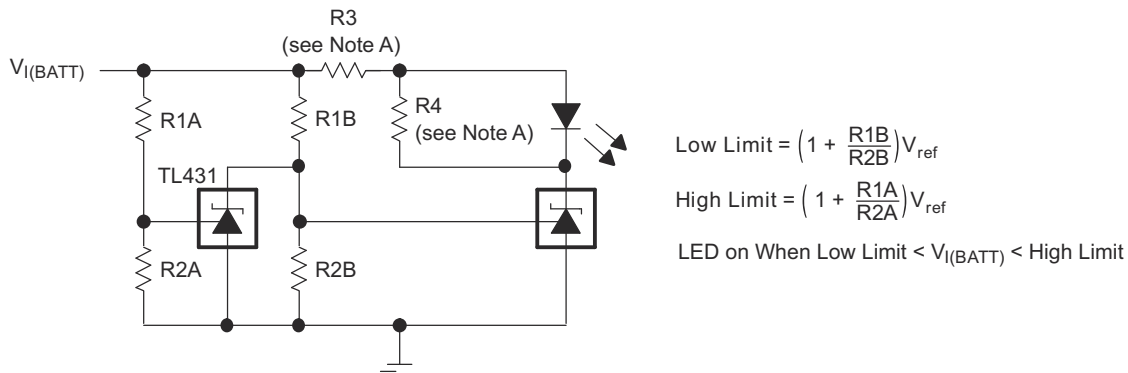 R3
(see Note A)
V_I(BATT)
R1A
R1B
R4
(see Note A)
TL431
R2A
R2B
Low Limit = (1 + R1B/R2B)V_ref
High Limit = (1 + R1A/R2A)V_ref
LED on When Low Limit < V_I(BATT) < High Limit